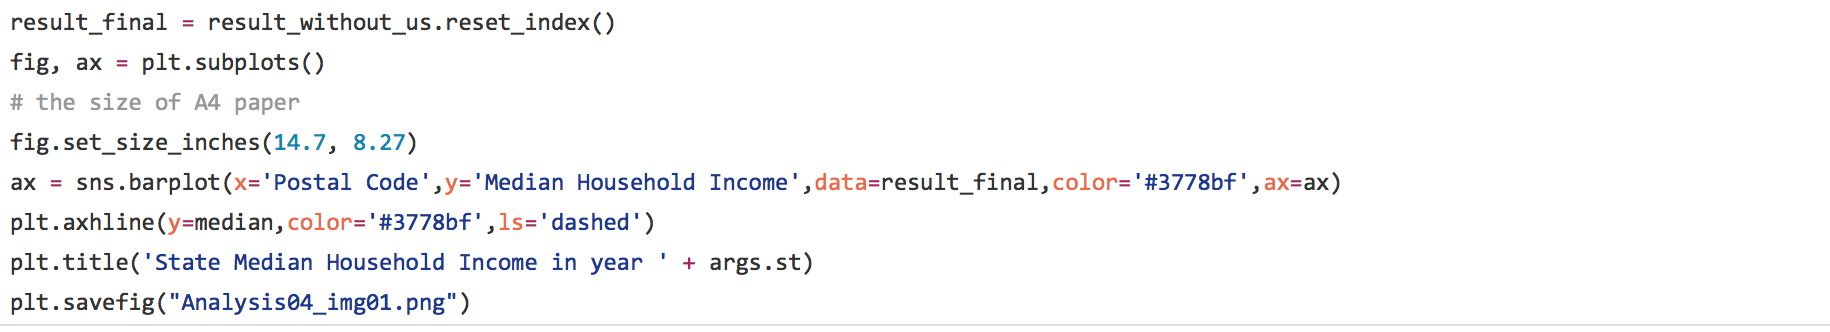 result_final = result_without_us.reset_index()
fig, ax = plt.subplots()
# the size of A4 paper
fig.set_size_inches(14.7, 8.27)
ax = sns.barplot(x='Postal Code',y='Median Household Income',data=result_final,color='#3778bf',ax=ax)
plt.axhline(y=median,color='#3778bf',ls='dashed')
plt.title('State Median Household Income in year ' + args.st)
plt.savefig("Analysis04_img01.png")